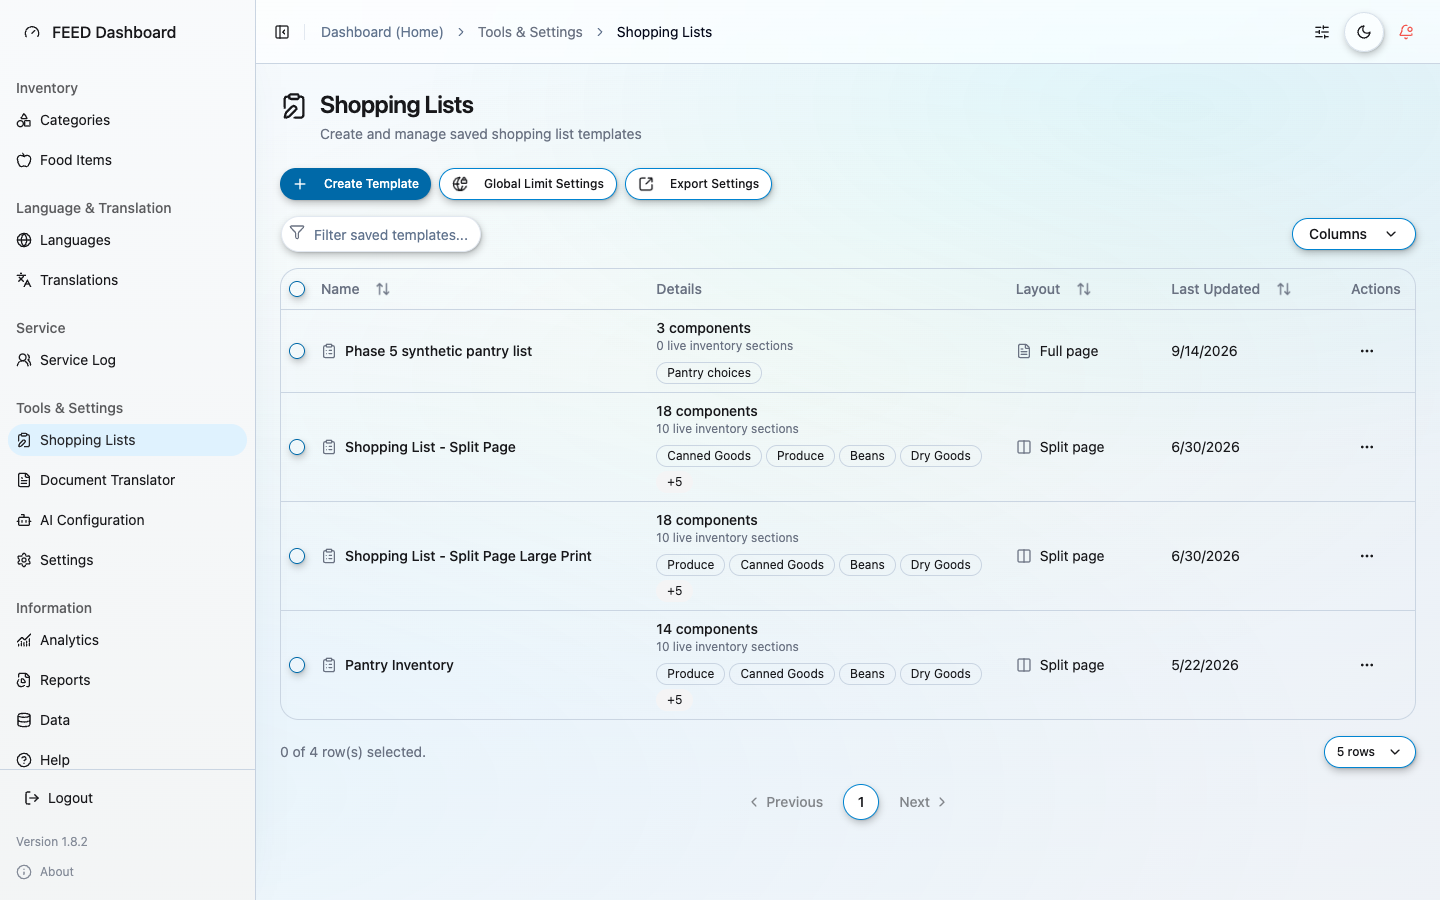 FEED Dashboard
Inventory
Categories
Food Items
Language & Translation
Languages
Translations
Service
Service Log
Tools & Settings
Shopping Lists
Document Translator
AI Configuration
Settings
Information
Analytics
Reports
Data
Help
Logout
Version 1.8.2
About
Dashboard (Home) > Tools & Settings > Shopping Lists
Shopping Lists
Create and manage saved shopping list templates
Create Template Global Limit Settings Export Settings
Filter saved templates... Columns
Name Details Layout Last Updated Actions
Phase 5 synthetic pantry list
3 components
0 live inventory sections
Pantry choices
Full page 9/14/2026
Shopping List - Split Page
18 components
10 live inventory sections
Canned Goods Produce Beans Dry Goods
+5
Split page 6/30/2026
Shopping List - Split Page Large Print
18 components
10 live inventory sections
Produce Canned Goods Beans Dry Goods
+5
Split page 6/30/2026
Pantry Inventory
14 components
10 live inventory sections
Produce Canned Goods Beans Dry Goods
+5
Split page 5/22/2026
0 of 4 row(s) selected. 5 rows
Previous 1 Next